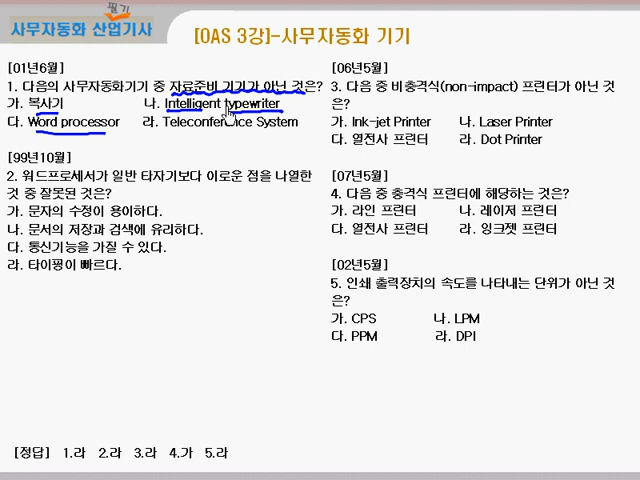 필기
사무자동화 산업기사
[OAS 3강]-사무자동화 기기
[01년6월]
1. 다음의 사무자동화기기 중 자료준비 기기가 아닌 것은?
가. 복사기 나. Intelligent typewriter
다. Word processor 라. Teleconference System
[99년10월]
2. 워드프로세서가 일반 타자기보다 이로운 점을 나열한
것 중 잘못된 것은?
가. 문자의 수정이 용이하다.
나. 문서의 저장과 검색에 유리하다.
다. 통신기능을 가질 수 있다.
라. 타이핑이 빠르다.
[06년5월]
3. 다음 중 비충격식(non-impact) 프린터가 아닌 것
은?
가. Ink-jet Printer 나. Laser Printer
다. 열전사 프린터 라. Dot Printer
[07년5월]
4. 다음 중 충격식 프린터에 해당하는 것은?
가. 라인 프린터 나. 레이저 프린터
다. 열전사 프린터 라. 잉크젯 프린터
[02년5월]
5. 인쇄 출력장치의 속도를 나타내는 단위가 아닌 것
은?
가. CPS 나. LPM
다. PPM 라. DPI
[정답] 1.라 2.라 3.라 4.가 5.라